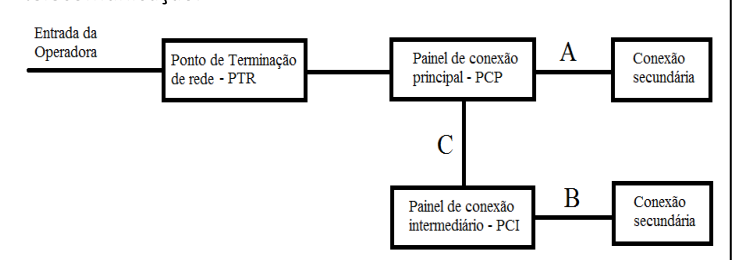 Entrada da
Operadora
Ponto de Terminação
de rede - PTR
Painel de conexão
principal - PCP
A
Conexão
secundária
C
Painel de conexão
intermediário - PCI
B
Conexão
secundária